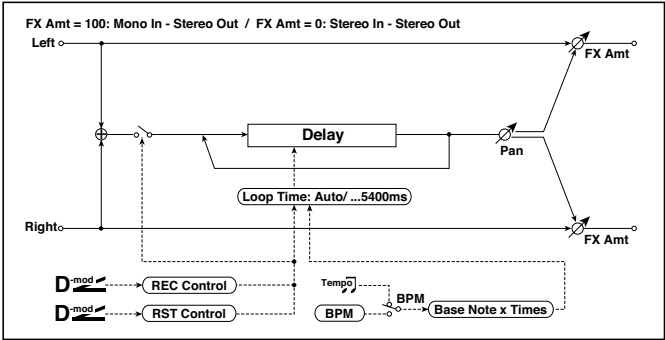 FX Amt = 100: Mono In - Stereo Out / FX Amt = 0: Stereo In - Stereo Out
Left
FX Amt
Delay
Pan
Loop Time: Auto/ ...5400ms
Right
FX Amt
D-mod REC Control
Tempo
BPM
D-mod RST Control
BPM
Base Note x Times